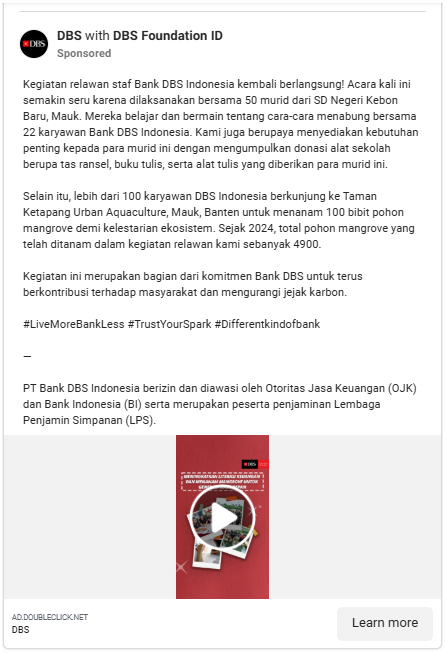 DBS with DBS Foundation ID
DBS
Sponsored
Kegiatan relawan staf Bank DBS Indonesia kembali berlangsung! Acara kali ini
semakin seru karena dilaksanakan bersama 50 murid dari SD Negeri Kebon
Baru, Mauk. Mereka belajar dan bermain tentang cara-cara menabung bersama
22 karyawan Bank DBS Indonesia. Kami juga berupaya menyediakan kebutuhan
penting kepada para murid ini dengan mengumpulkan donasi alat sekolah
berupa tas ransel, buku tulis, serta alat tulis yang diberikan para murid ini.
Selain itu, lebih dari 100 karyawan DBS Indonesia berkunjung ke Taman
Ketapang Urban Aquaculture, Mauk, Banten untuk menanam 100 bibit pohon
mangrove demi kelestarian ekosistem. Sejak 2024, total pohon mangrove yang
telah ditanam dalam kegiatan relawan kami sebanyak 4900.
Kegiatan ini merupakan bagian dari komitmen Bank DBS untuk terus
berkontribusi terhadap masyarakat dan mengurangi jejak karbon.
#LiveMoreBankLess #TrustYourSpark #Differentkindofbank
—
PT Bank DBS Indonesia berizin dan diawasi oleh Otoritas Jasa Keuangan (OJK)
dan Bank Indonesia (BI) serta merupakan peserta penjaminan Lembaga
Penjamin Simpanan (LPS).
DBS
MENINGKATKAN LITERASI KEUANGAN
DAN MENANAM MANGROVE UNTUK
AD.DOUBLECLICK.NET
DBS
Learn more